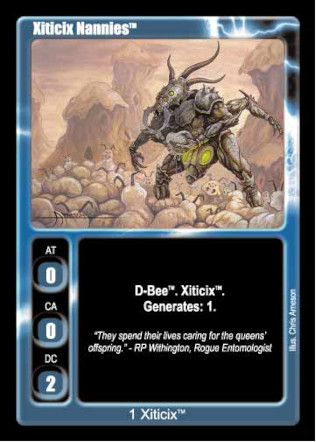 Xiticix Nannies™
AT
0
CA
0
DC
2
D-Bee™. Xiticix™.
Generates: 1.
"They spend their lives caring for the queens'
offspring." - RP Withington, Rogue Entomologist
Illus. Chris Arneson
1 Xiticix™